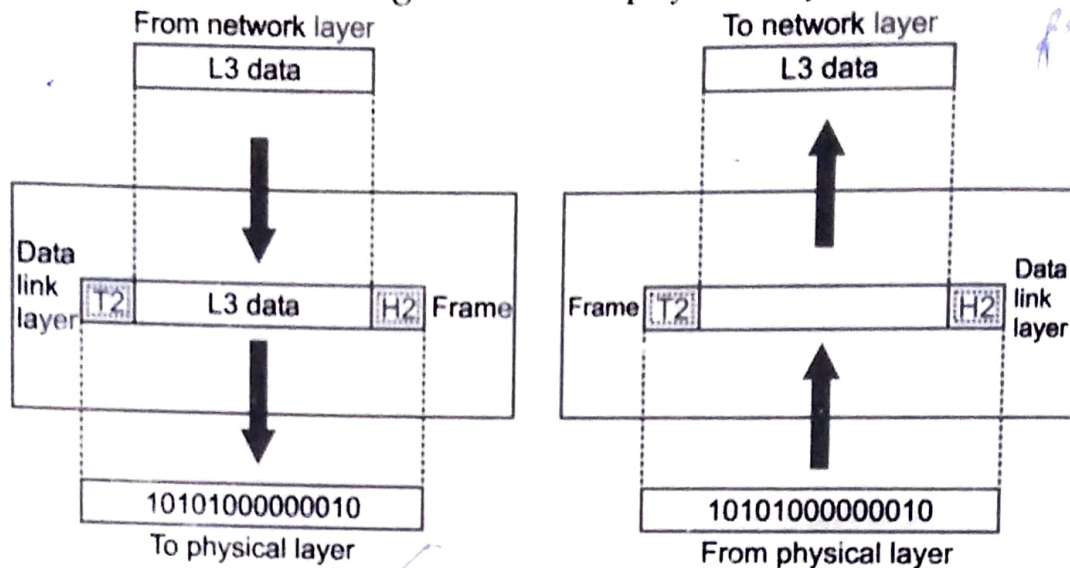 From network layer
L3 data
Data
link
layer
T2
L3 data
H2
Frame
10101000000010
To physical layer
To network layer
L3 data
Frame
T2
H2
Data
link
layer
10101000000010
From physical layer